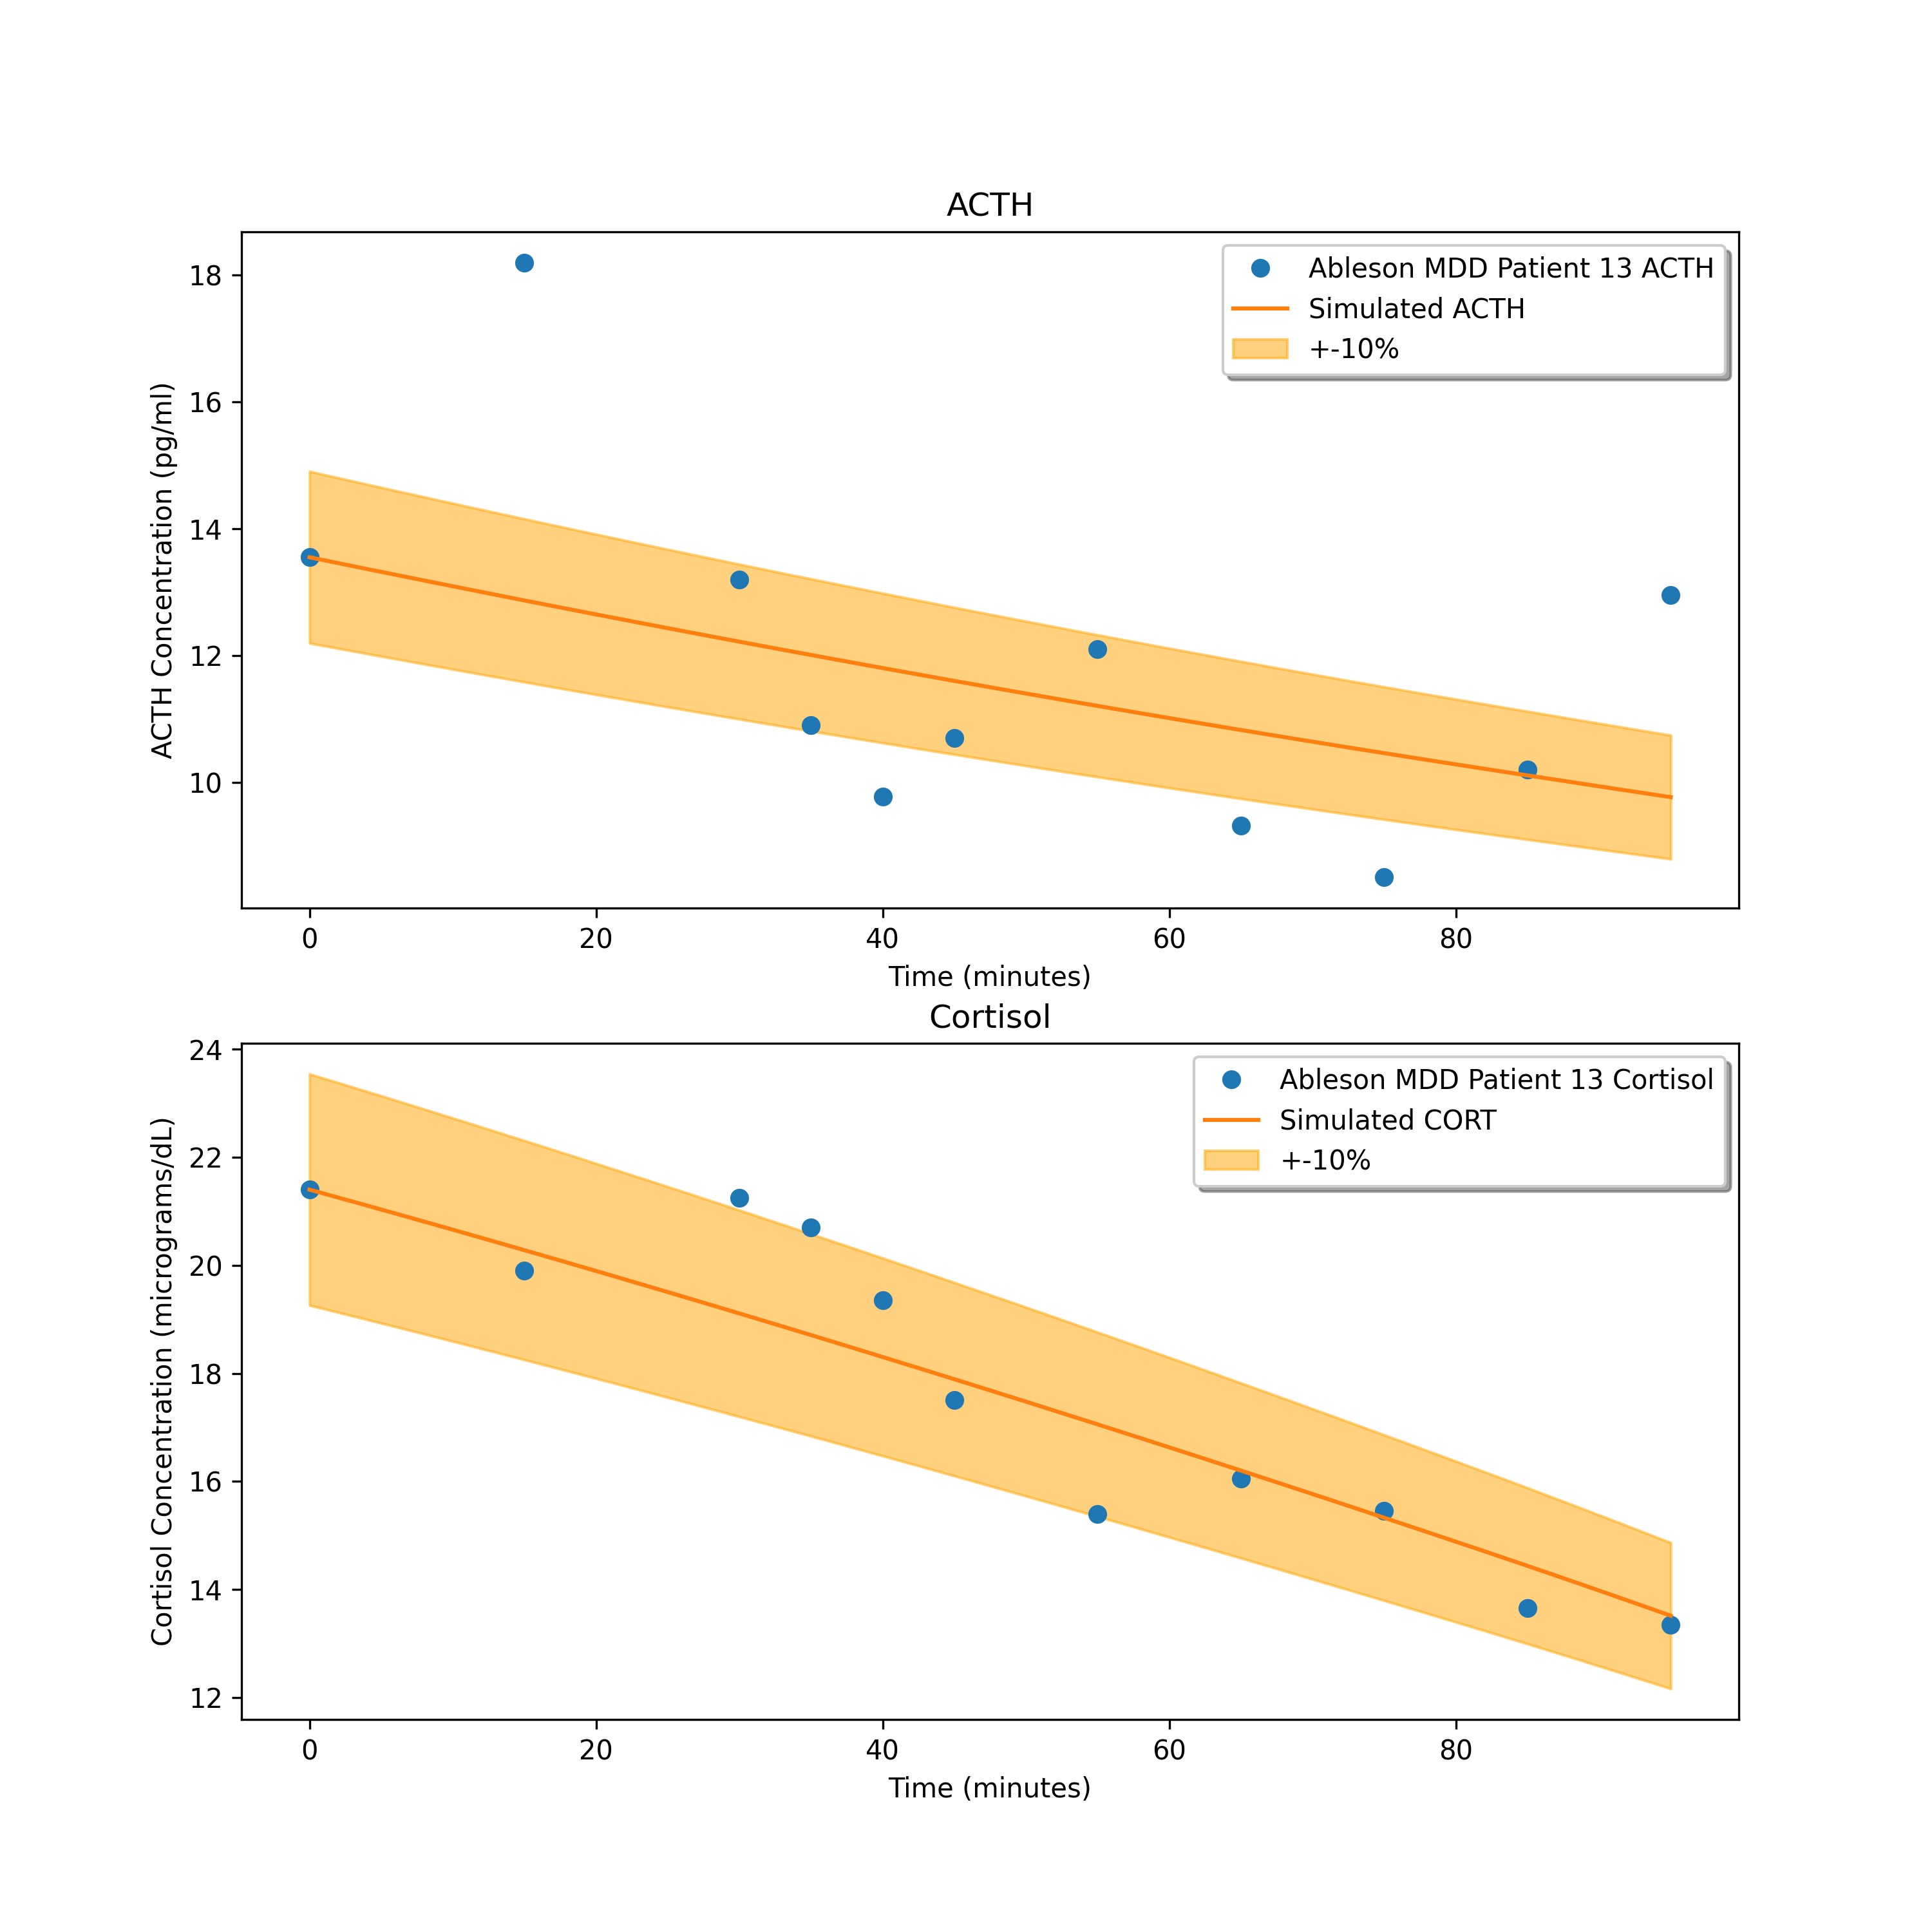 ACTH
18
16
14
12
10
ACTH Concentration (pg/ml)
Ableson MDD Patient 13 ACTH
Simulated ACTH
+-10%
0
20
40
60
80
Time (minutes)
Cortisol
24
22
20
18
16
14
12
Cortisol Concentration (micrograms/dL)
Ableson MDD Patient 13 Cortisol
Simulated CORT
+-10%
0
20
40
60
80
Time (minutes)